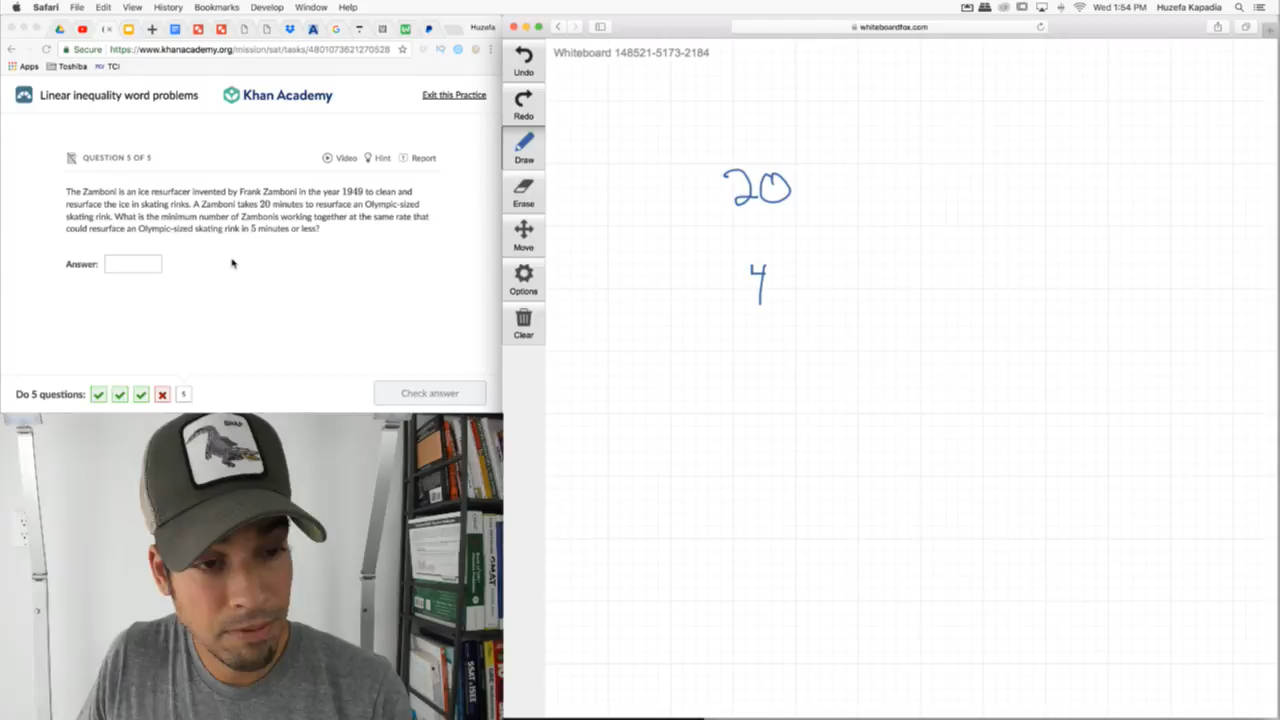 Safari File Edit View History Bookmarks Develop Window Help
Wed 1:54 PM Huzefa Kapadia
Huzefa
Secure https://www.khanacademy.org/mission/sat/tasks/4801073621270528
Apps Toshiba TCI
whiteboardfox.com
Linear inequality word problems Khan Academy Exit this Practice
QUESTION 5 OF 5 Video Hint Report
The Zamboni is an ice resurfacer invented by Frank Zamboni in the year 1949 to clean and
resurface the ice in skating rinks. A Zamboni takes 20 minutes to resurface an Olympic-sized
skating rink. What is the minimum number of Zambonis working together at the same rate that
could resurface an Olympic-sized skating rink in 5 minutes or less?
Answer:
Do 5 questions: 5 Check answer
Whiteboard 148521-5173-2184
Undo
Redo
Draw
Erase
Move
Options
Clear
20
4
SNAP
GMAT
SSAT & ISEE